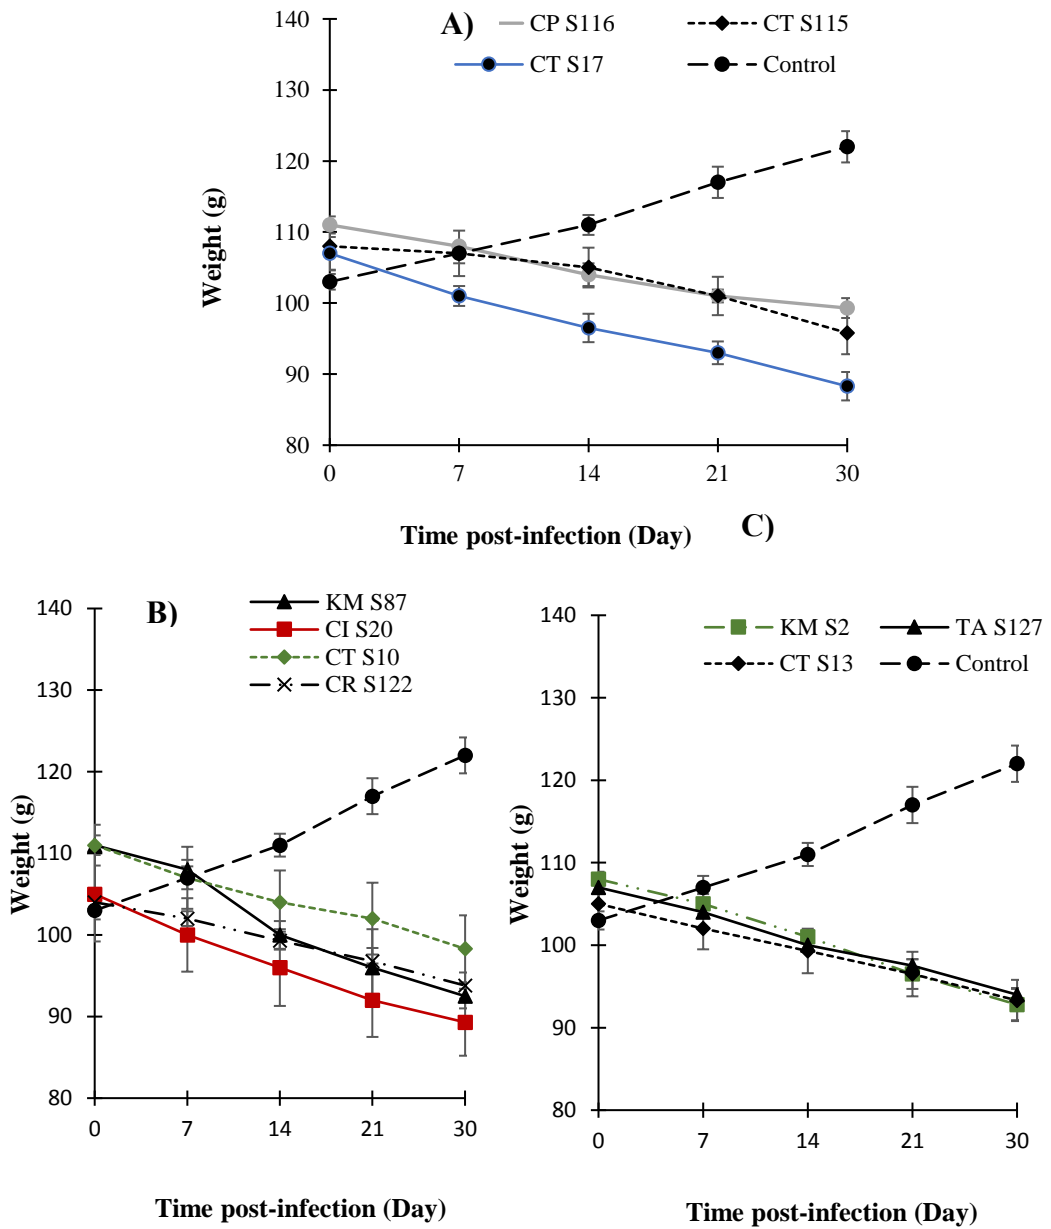 A)
CP S116
CT S115
CT S17
Control
140
130
120
110
100
90
80
Weight (g)
0 7 14 21 30
Time post-infection (Day)
C)
B)
KM S87
CI S20
CT S10
CR S122
140
130
120
110
100
90
80
Weight (g)
0 7 14 21 30
Time post-infection (Day)
KM S2
TA S127
CT S13
Control
140
130
120
110
100
90
80
Weight (g)
0 7 14 21 30
Time post-infection (Day)